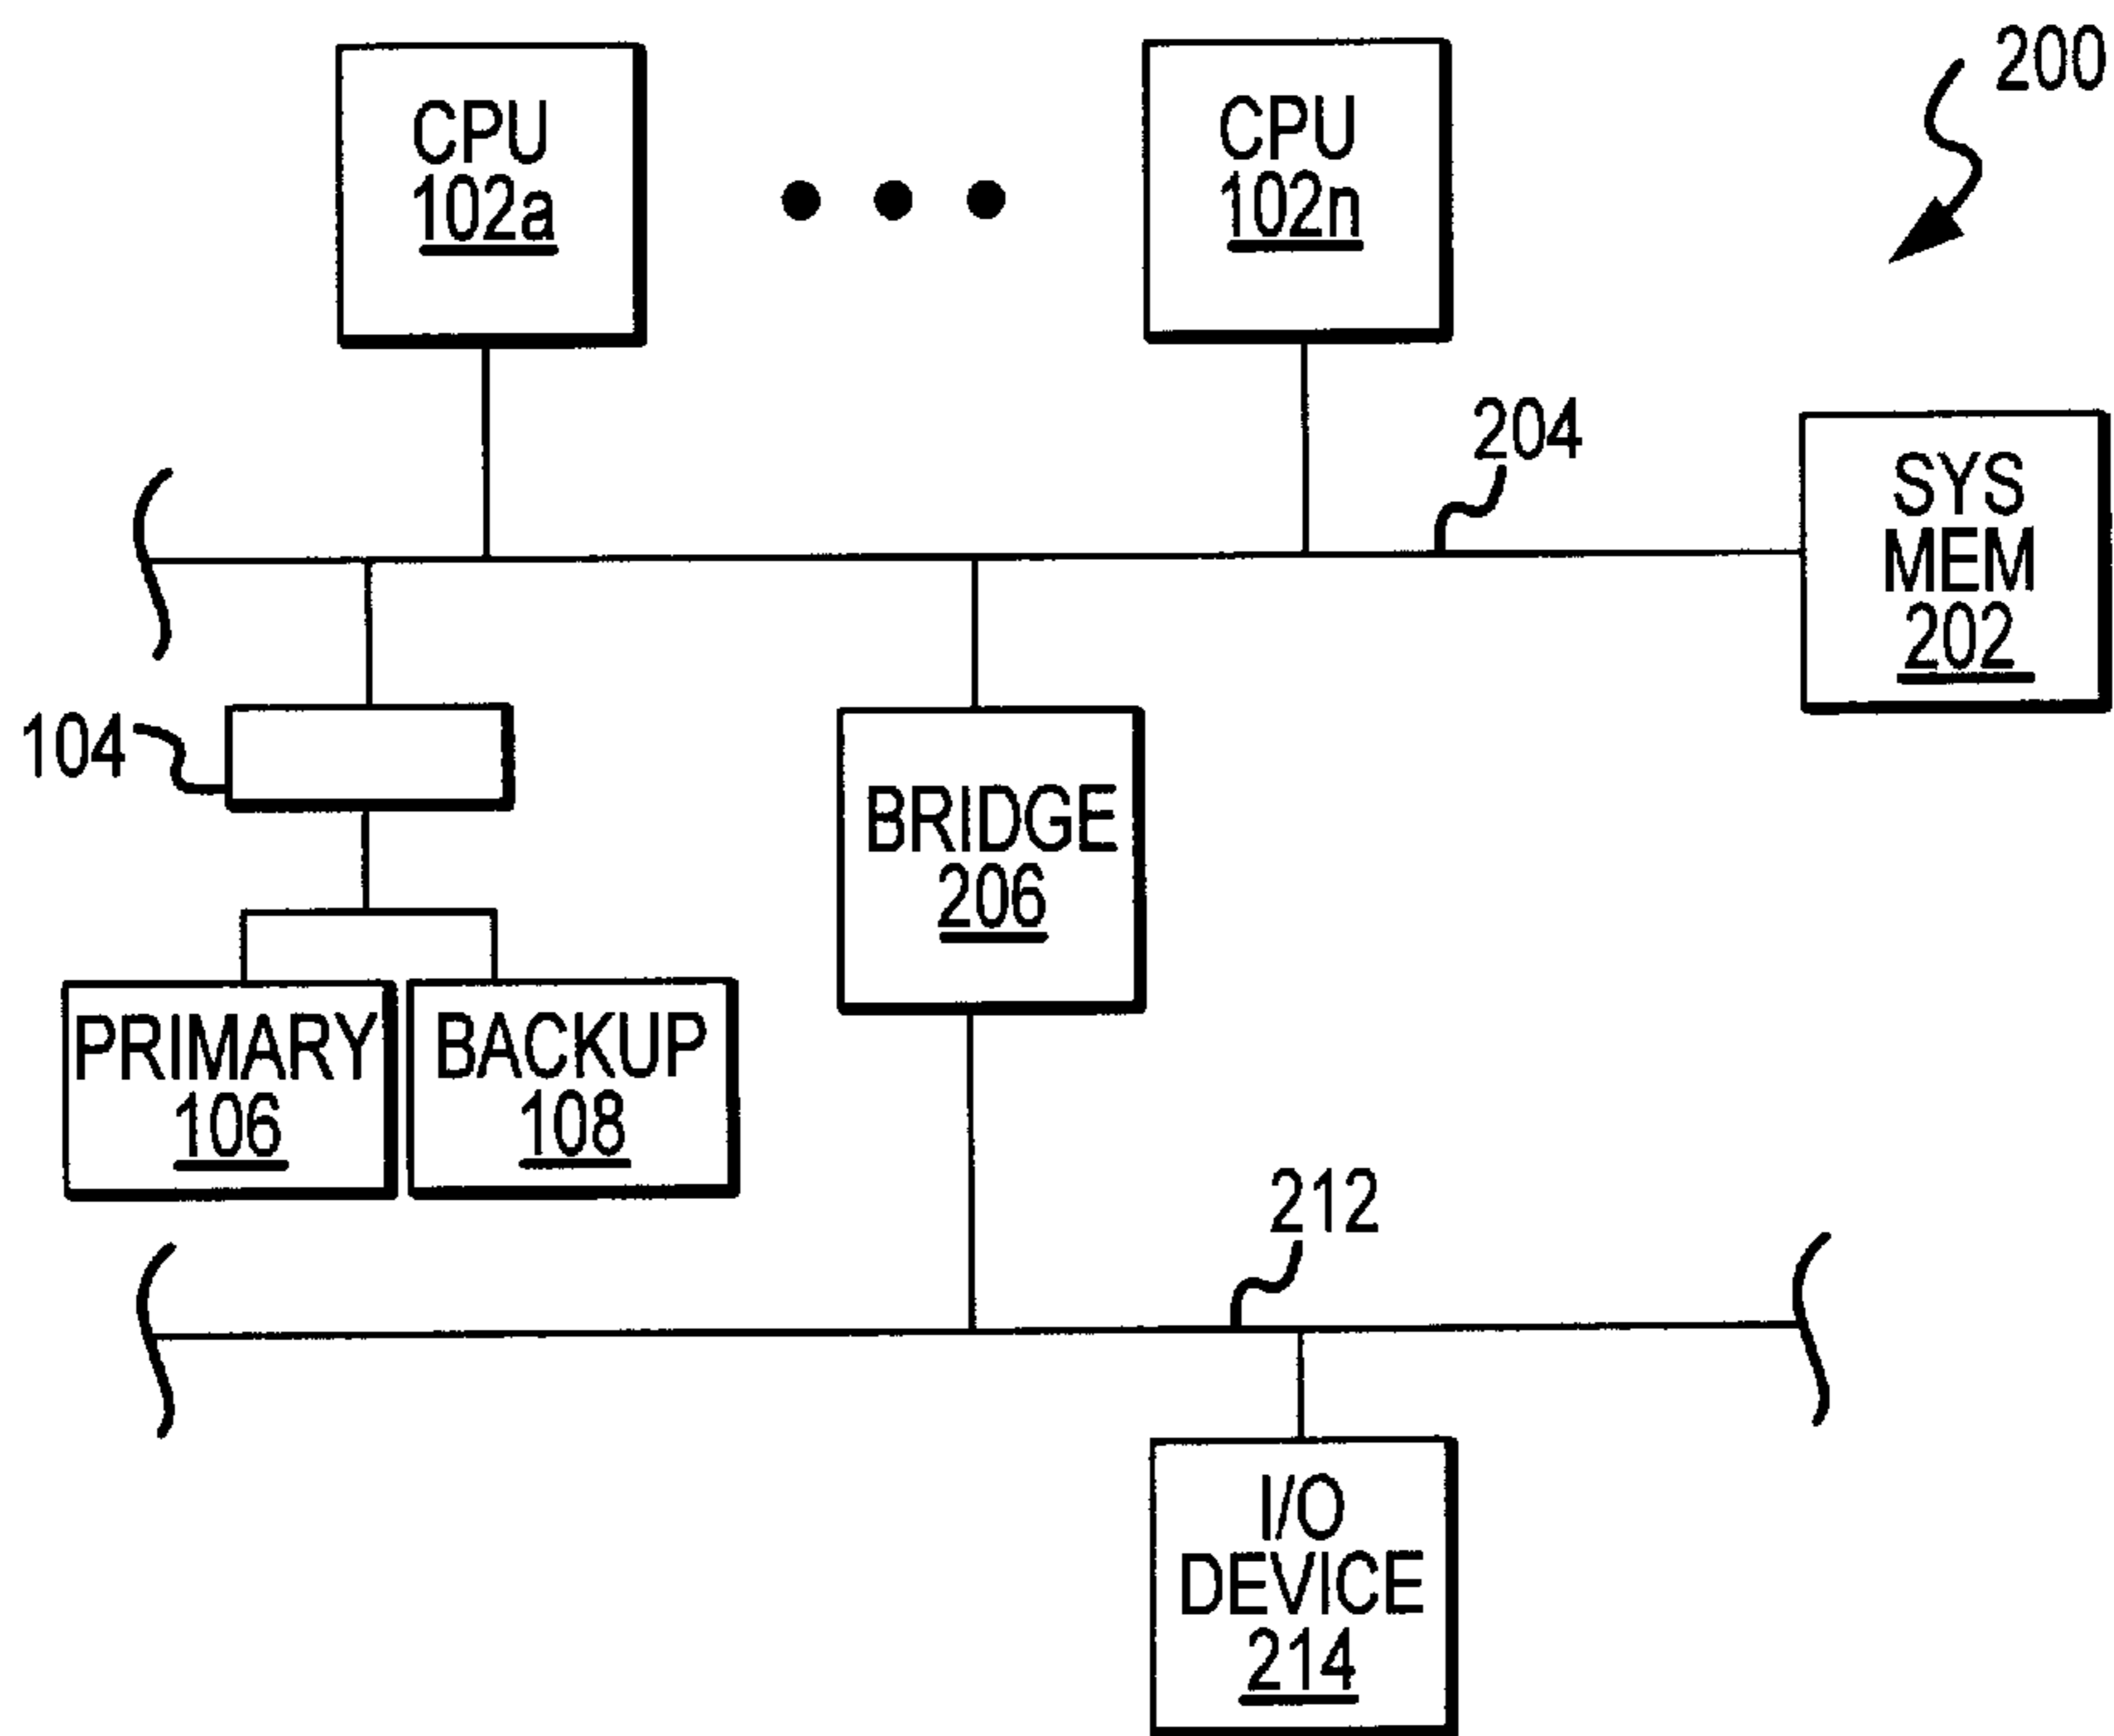 200
CPU
102a
CPU
102n
204
SYS
MEM
202
104
BRIDGE
206
PRIMARY
106
BACKUP
108
212
I/O
DEVICE
214